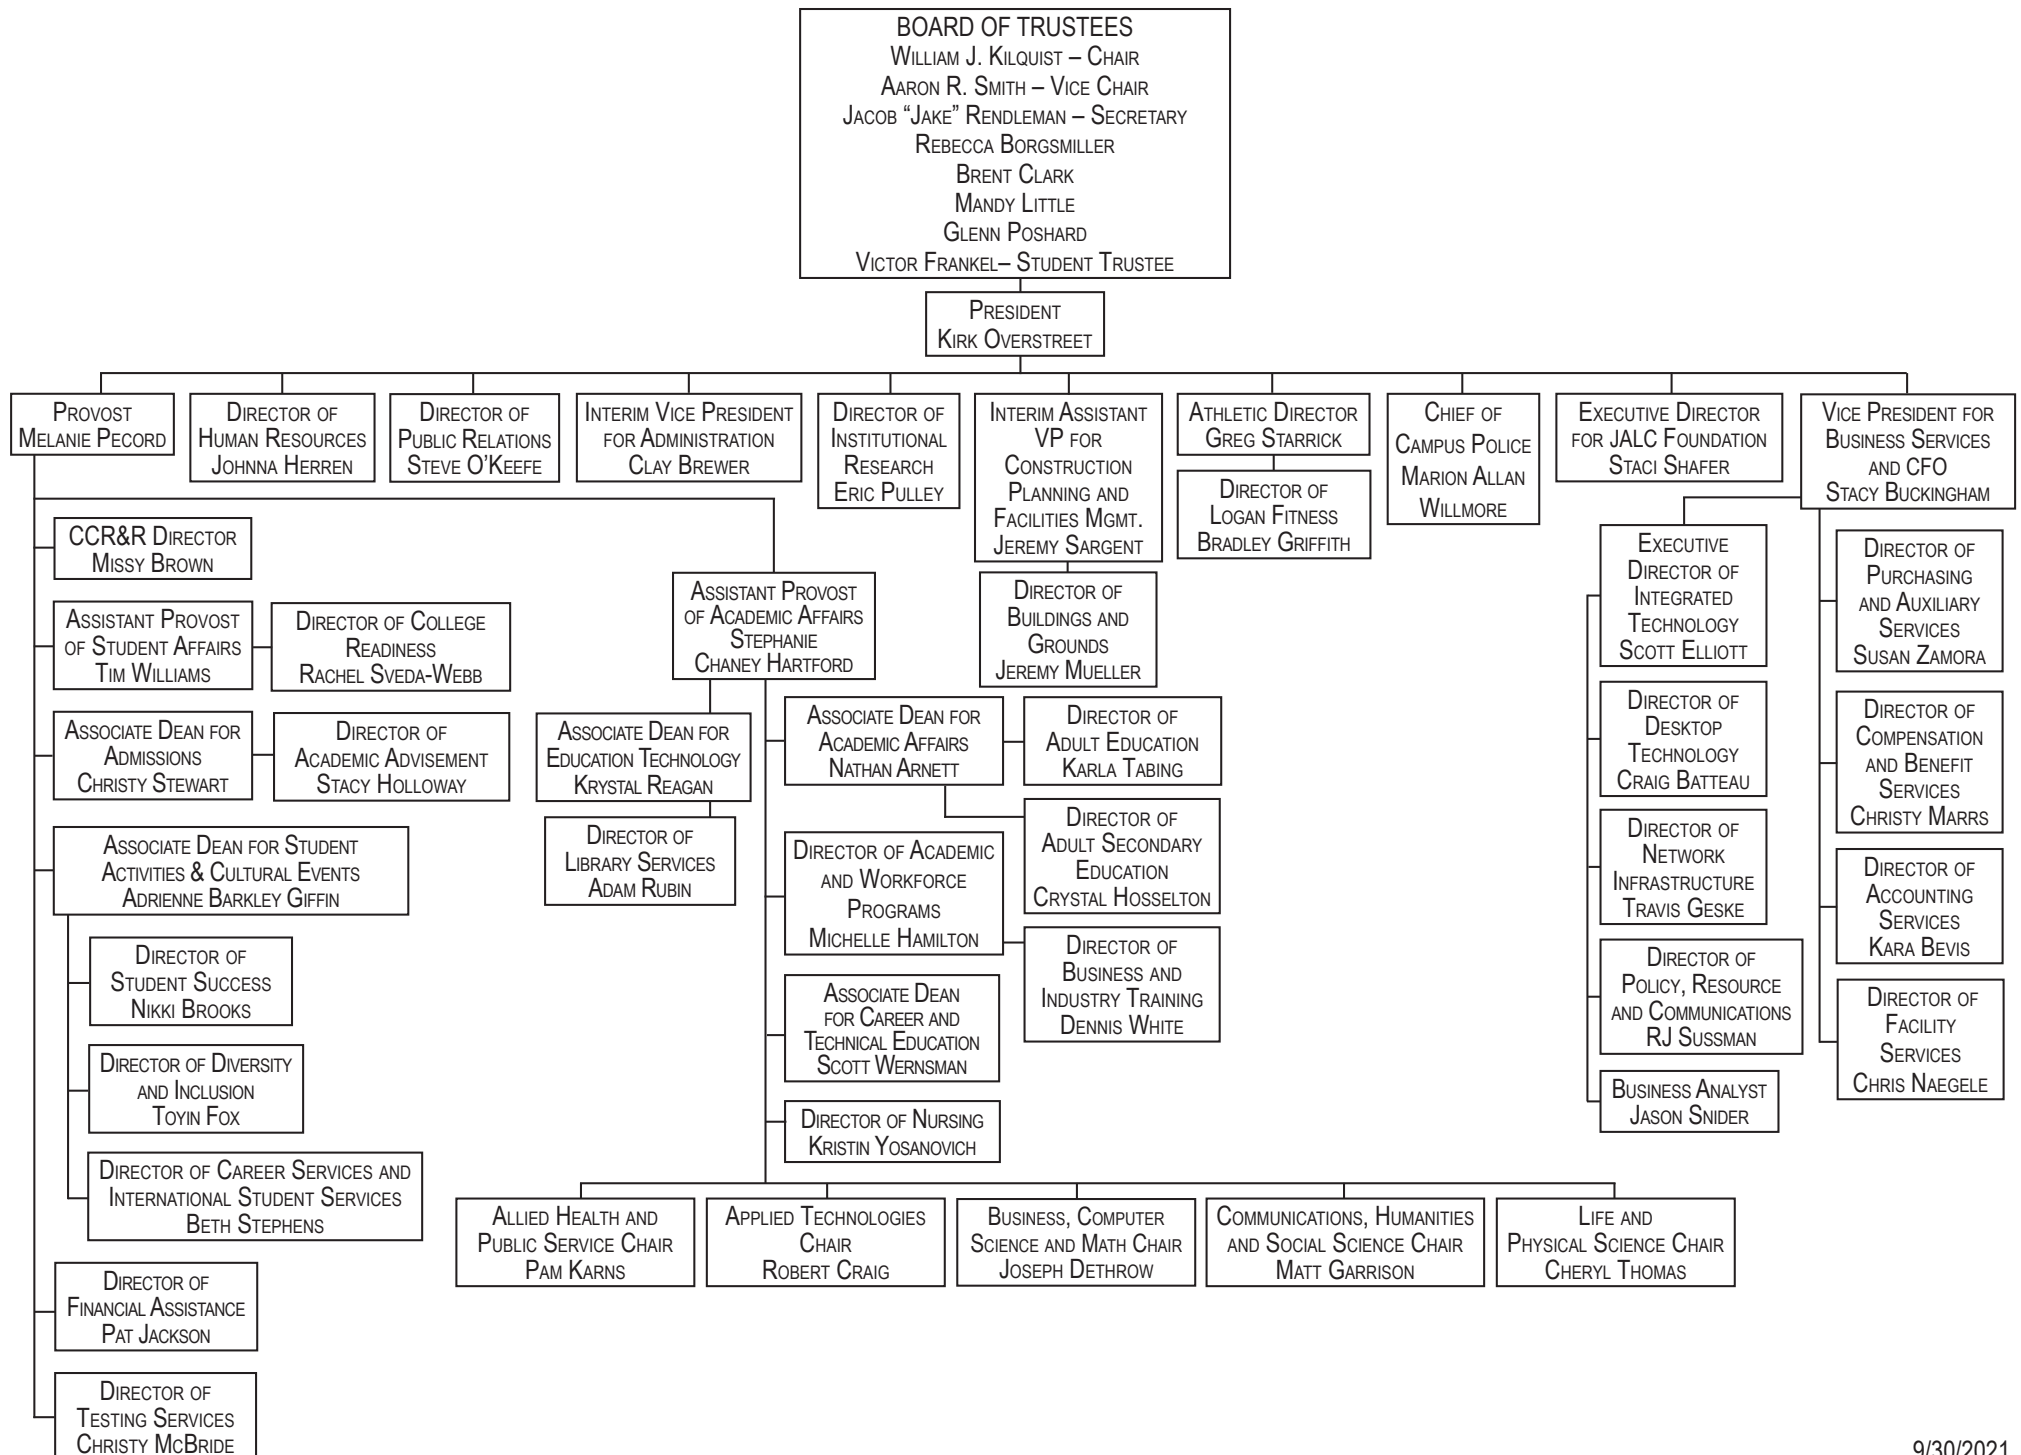 BOARD OF TRUSTEES
William J. Kilquist – Chair
Aaron R. Smith – Vice Chair
Jacob “Jake” Rendleman – Secretary
Rebecca Borgsmiller
Brent Clark
Mandy Little
Glenn Poshard
Victor Frankel– Student Trustee
President
Kirk Overstreet
Provost
Melanie Pecord
Director of
Human Resources
Johnna Herren
Director of
Public Relations
Steve O’Keefe
Interim Vice President
for Administration
Clay Brewer
Director of
Institutional
Research
Eric Pulley
Interim Assistant
VP for
Construction
Planning and
Facilities Mgmt.
Jeremy Sargent
Athletic Director
Greg Starrick
Chief of
Campus Police
Marion Allan
Willmore
Executive Director
for JALC Foundation
Staci Shafer
Vice President for
Business Services
and CFO
Stacy Buckingham
Director of
Logan Fitness
Bradley Griffith
CCR&R Director
Missy Brown
Assistant Provost
of Student Affairs
Tim Williams
Director of College
Readiness
Rachel Sveda-Webb
Associate Dean for
Admissions
Christy Stewart
Director of
Academic Advisement
Stacy Holloway
Associate Dean for Student
Activities & Cultural Events
Adrienne Barkley Giffin
Director of
Student Success
Nikki Brooks
Director of Diversity
and Inclusion
Toyin Fox
Director of Career Services and
International Student Services
Beth Stephens
Director of
Financial Assistance
Pat Jackson
Director of
Testing Services
Christy McBride
Assistant Provost
of Academic Affairs
Stephanie
Chaney Hartford
Associate Dean for
Education Technology
Krystal Reagan
Director of
Library Services
Adam Rubin
Director of
Buildings and
Grounds
Jeremy Mueller
Associate Dean for
Academic Affairs
Nathan Arnett
Director of
Adult Education
Karla Tabing
Director of
Adult Secondary
Education
Crystal Hosselton
Director of Academic
and Workforce
Programs
Michelle Hamilton
Director of
Business and
Industry Training
Dennis White
Associate Dean
for Career and
Technical Education
Scott Wernsman
Director of Nursing
Kristin Yosanovich
Allied Health and
Public Service Chair
Pam Karns
Applied Technologies
Chair
Robert Craig
Business, Computer
Science and Math Chair
Joseph Dethrow
Communications, Humanities
and Social Science Chair
Matt Garrison
Life and
Physical Science Chair
Cheryl Thomas
Executive
Director of
Integrated
Technology
Scott Elliott
Director of
Desktop
Technology
Craig Batteau
Director of
Network
Infrastructure
Travis Geske
Director of
Policy, Resource
and Communications
RJ Sussman
Business Analyst
Jason Snider
Director of
Purchasing
and Auxiliary
Services
Susan Zamora
Director of
Compensation
and Benefit
Services
Christy Marrs
Director of
Accounting
Services
Kara Bevis
Director of
Facility
Services
Chris Naegele
9/30/2021